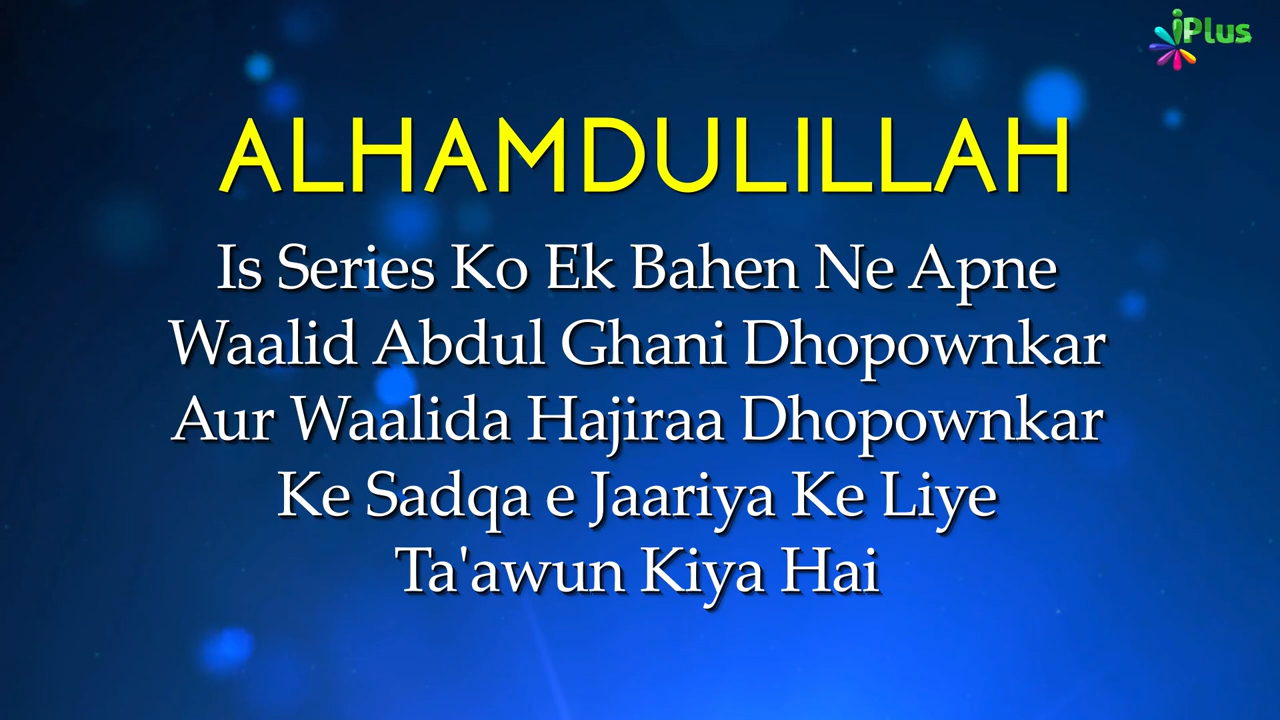 iPlus
ALHAMDULILLAH
Is Series Ko Ek Bahen Ne Apne
Waalid Abdul Ghani Dhopownkar
Aur Waalida Hajiraa Dhopownkar
Ke Sadqa e Jaariya Ke Liye
Ta'awun Kiya Hai